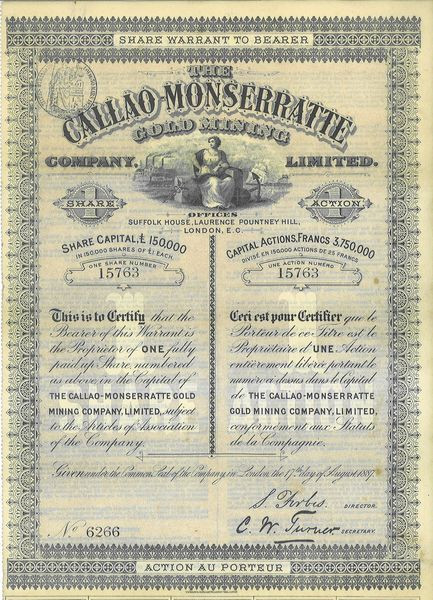 SHARE WARRANT TO BEARER
THE
CALLAO-MONSERRATTE
GOLD MINING
COMPANY, LIMITED.
1
SHARE
1
ACTION
OFFICES
SUFFOLK HOUSE, LAURENCE POUNTNEY HILL,
LONDON, E.C.
SHARE CAPITAL, £ 150,000
IN 150,000 SHARES OF £1 EACH.
ONE SHARE NUMBER
15763
This is to Certify that the
Bearer of this Warrant is
the Proprietor of ONE fully
paid up Share numbered
as above in the Capital of
THE CALLAO-MONSERRATTE GOLD
MINING COMPANY, LIMITED, subject
to the Articles of Association
of the Company.
CAPITAL ACTIONS, FRANCS 3,750,000
DIVISÉ EN 150,000 ACTIONS DE 25 FRANCS
UNE ACTION NUMÉRO
15763
Ceci est pour Certifier que le
Porteur de ce Titre est le
Propriétaire d'UNE Action
entièrement libérée portant le
numéro ci dessus dans le Capital
de THE CALLAO-MONSERRATTE
GOLD MINING COMPANY, LIMITED,
conformément aux Statuts
de la Compagnie.
Given under the Common Seal of the Company, in London, the 17th day of August, 1887.
S. Forbes DIRECTOR.
C. W. Turner SECRETARY.
No. 6266
ACTION AU PORTEUR